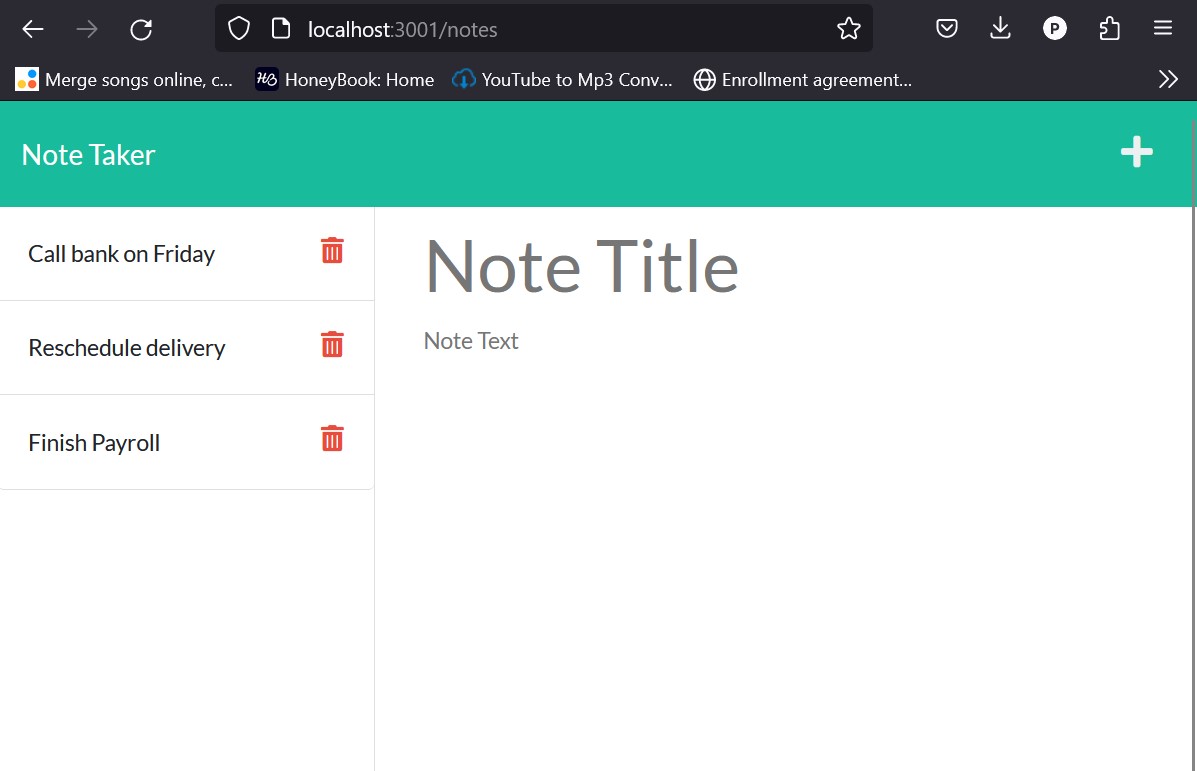 localhost:3001/notes
P
Merge songs online, c... HB HoneyBook: Home YouTube to Mp3 Conv... Enrollment agreement...
Note Taker
Call bank on Friday
Reschedule delivery
Finish Payroll
Note Title
Note Text